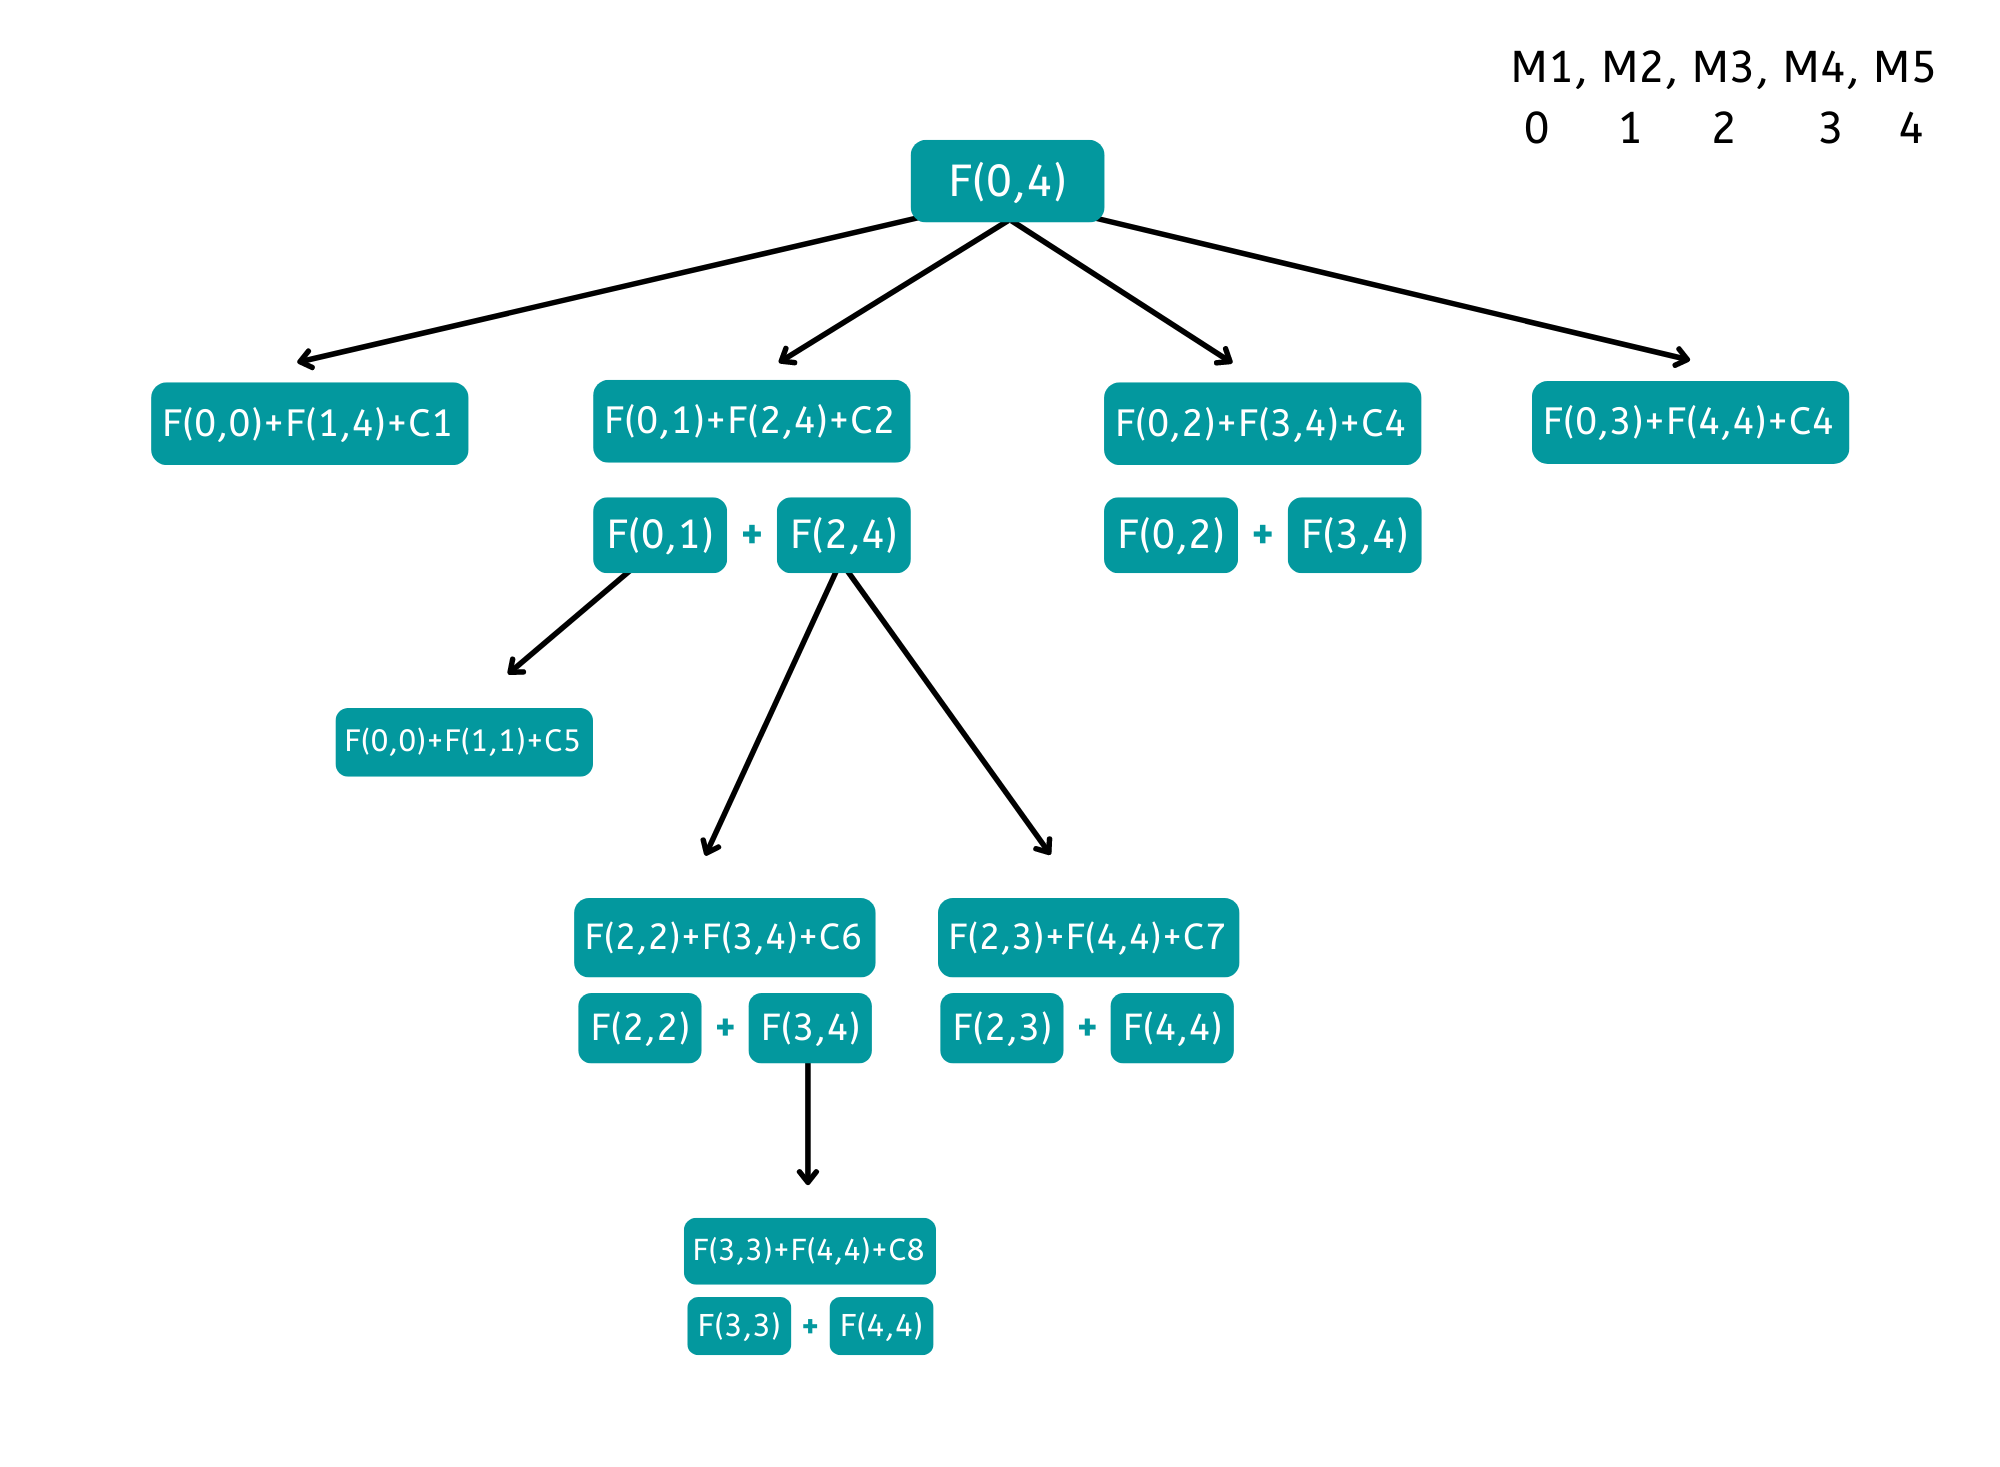 M1, M2, M3, M4, M5
0 1 2 3 4
F(0,4)
F(0,0)+F(1,4)+C1
F(0,1)+F(2,4)+C2
F(0,2)+F(3,4)+C4
F(0,3)+F(4,4)+C4
F(0,1) + F(2,4)
F(0,2) + F(3,4)
F(0,0)+F(1,1)+C5
F(2,2)+F(3,4)+C6
F(2,3)+F(4,4)+C7
F(2,2) + F(3,4)
F(2,3) + F(4,4)
F(3,3)+F(4,4)+C8
F(3,3) + F(4,4)